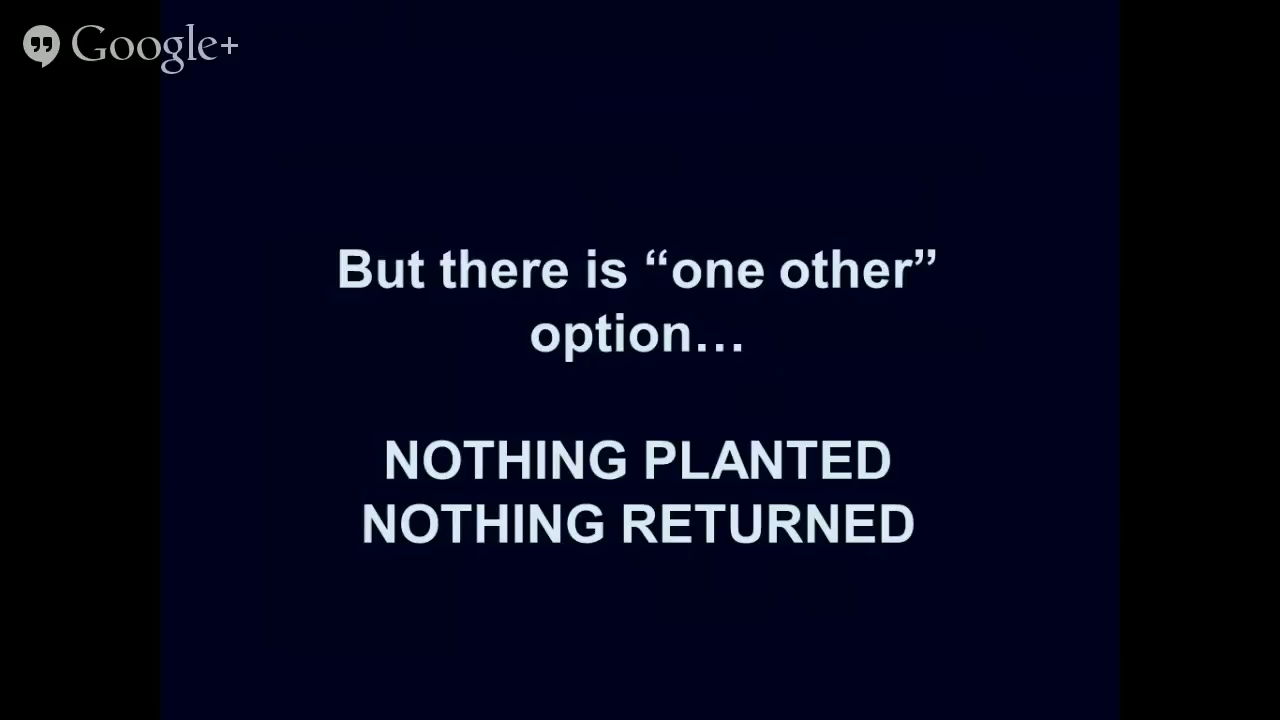 Google+
But there is “one other”
option…
NOTHING PLANTED
NOTHING RETURNED